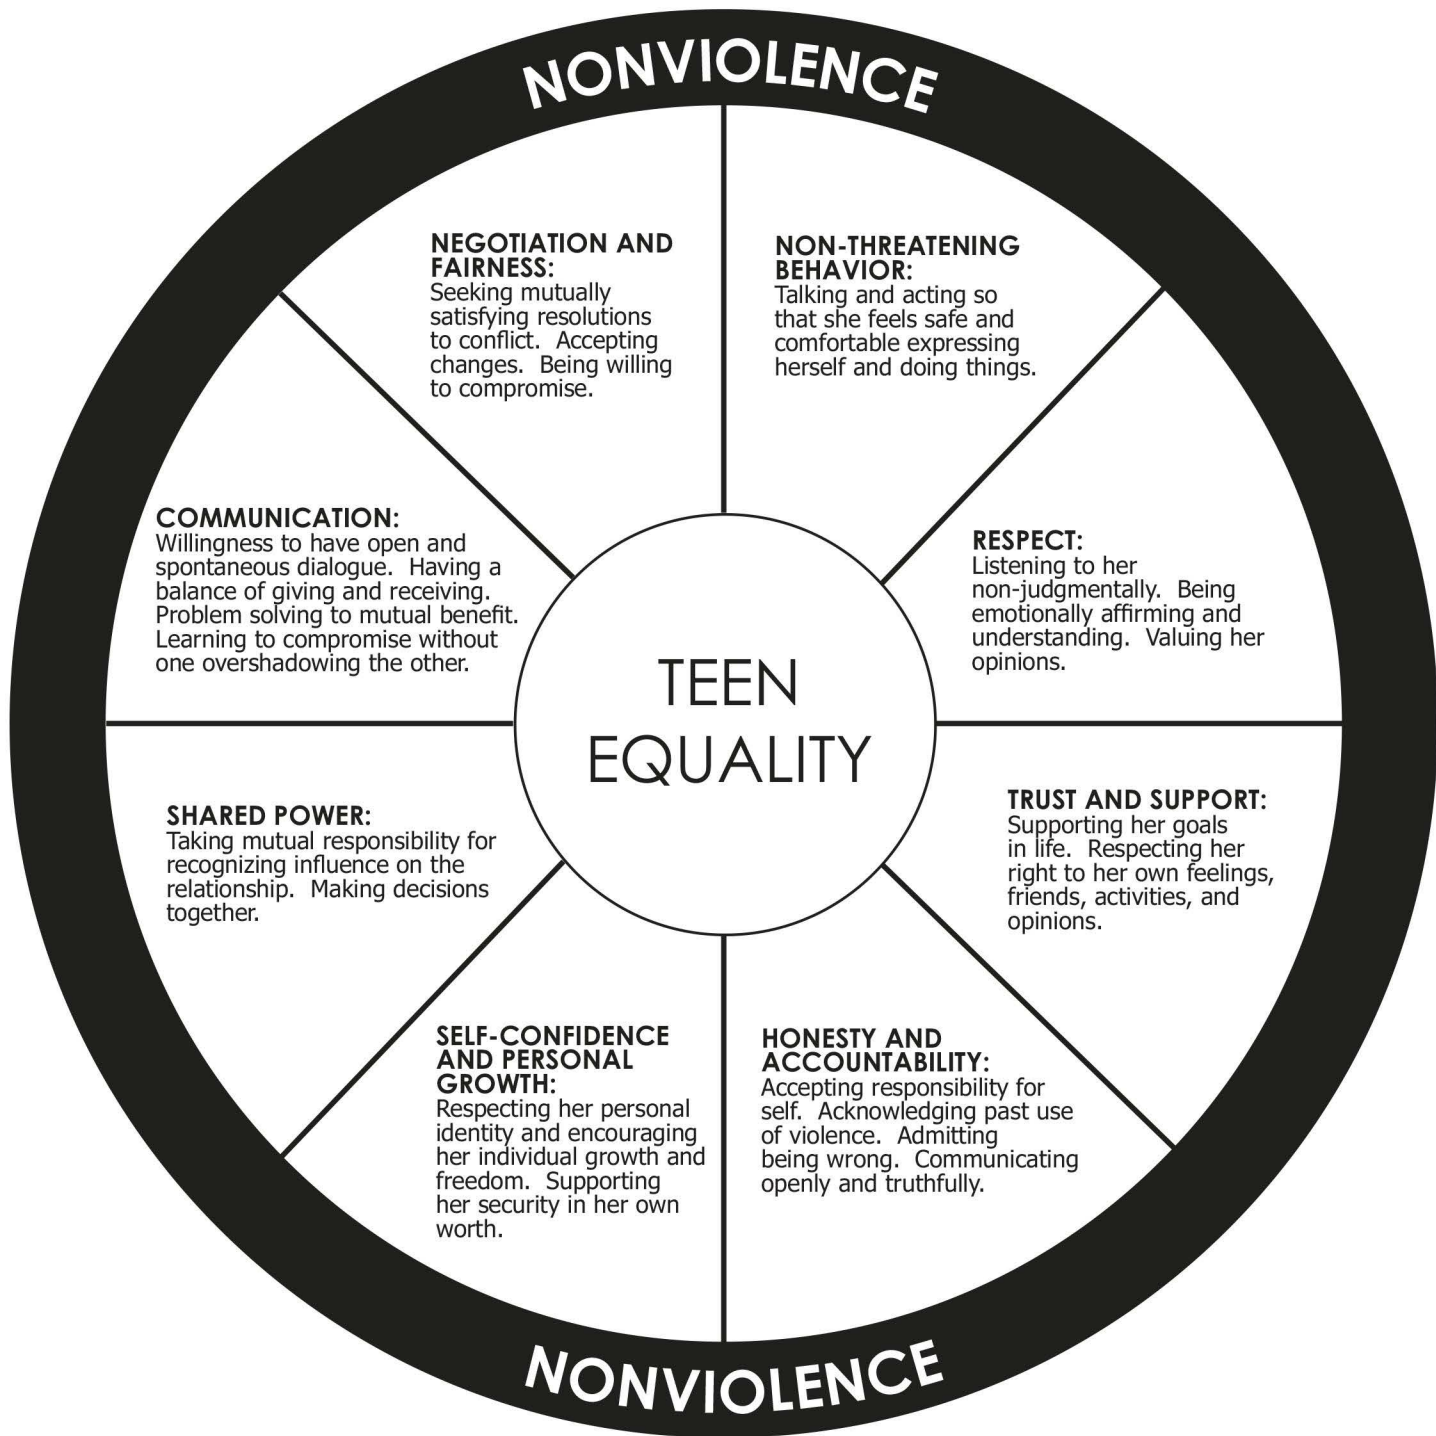 NONVIOLENCE
NEGOTIATION AND
FAIRNESS:
Seeking mutually
satisfying resolutions
to conflict.  Accepting
changes.  Being willing
to compromise.
NON-THREATENING
BEHAVIOR:
Talking and acting so
that she feels safe and
comfortable expressing
herself and doing things.
COMMUNICATION:
Willingness to have open and
spontaneous dialogue.  Having a
balance of giving and receiving.
Problem solving to mutual benefit.
Learning to compromise without
one overshadowing the other.
RESPECT:
Listening to her
non-judgmentally.  Being
emotionally affirming and
understanding.  Valuing her
opinions.
TEEN
EQUALITY
SHARED POWER:
Taking mutual responsibility for
recognizing influence on the
relationship.  Making decisions
together.
TRUST AND SUPPORT:
Supporting her goals
in life.  Respecting her
right to her own feelings,
friends, activities, and
opinions.
SELF-CONFIDENCE
AND PERSONAL
GROWTH:
Respecting her personal
identity and encouraging
her individual growth and
freedom.  Supporting
her security in her own
worth.
HONESTY AND
ACCOUNTABILITY:
Accepting responsibility for
self.  Acknowledging past use
of violence.  Admitting
being wrong.  Communicating
openly and truthfully.
NONVIOLENCE